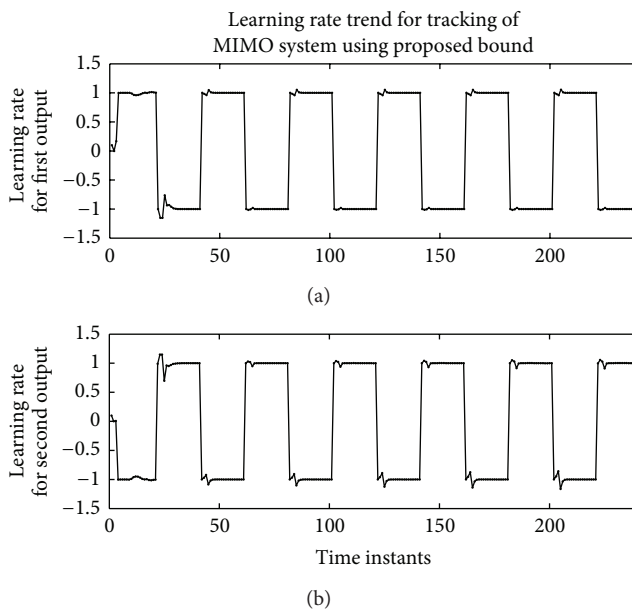 Learning rate trend for tracking of
MIMO system using proposed bound
1.5
1
0.5
0
−0.5
−1
−1.5
Learning rate
for first output
0
50
100
150
200
(a)
1.5
1
0.5
0
−0.5
−1
−1.5
Learning rate
for second output
0
50
100
150
200
Time instants
(b)